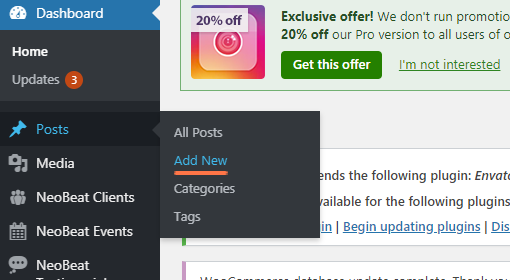 Dashboard
Home
Updates 3
Posts
Media
NeoBeat Clients
NeoBeat Events
NeoBeat
All Posts
Add New
Categories
Tags
20% off
Exclusive offer! We don't run promotion
20% off our Pro version to all users of o
Get this offer
I'm not interested
ends the following plugin: Envato
vailable for the following plugins
in | Begin updating plugins | Dis
WooCommerce database update complete. Thank you